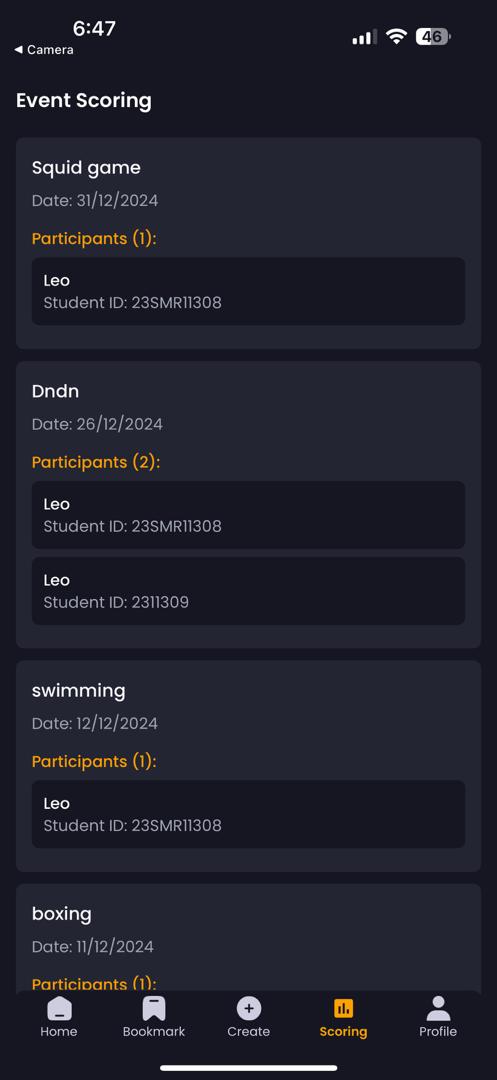 6:47
46
◀ Camera
Event Scoring
Squid game
Date: 31/12/2024
Participants (1):
Leo
Student ID: 23SMR11308
Dndn
Date: 26/12/2024
Participants (2):
Leo
Student ID: 23SMR11308
Leo
Student ID: 2311309
swimming
Date: 12/12/2024
Participants (1):
Leo
Student ID: 23SMR11308
boxing
Date: 11/12/2024
Participants (1):
Home
Bookmark
Create
Scoring
Profile